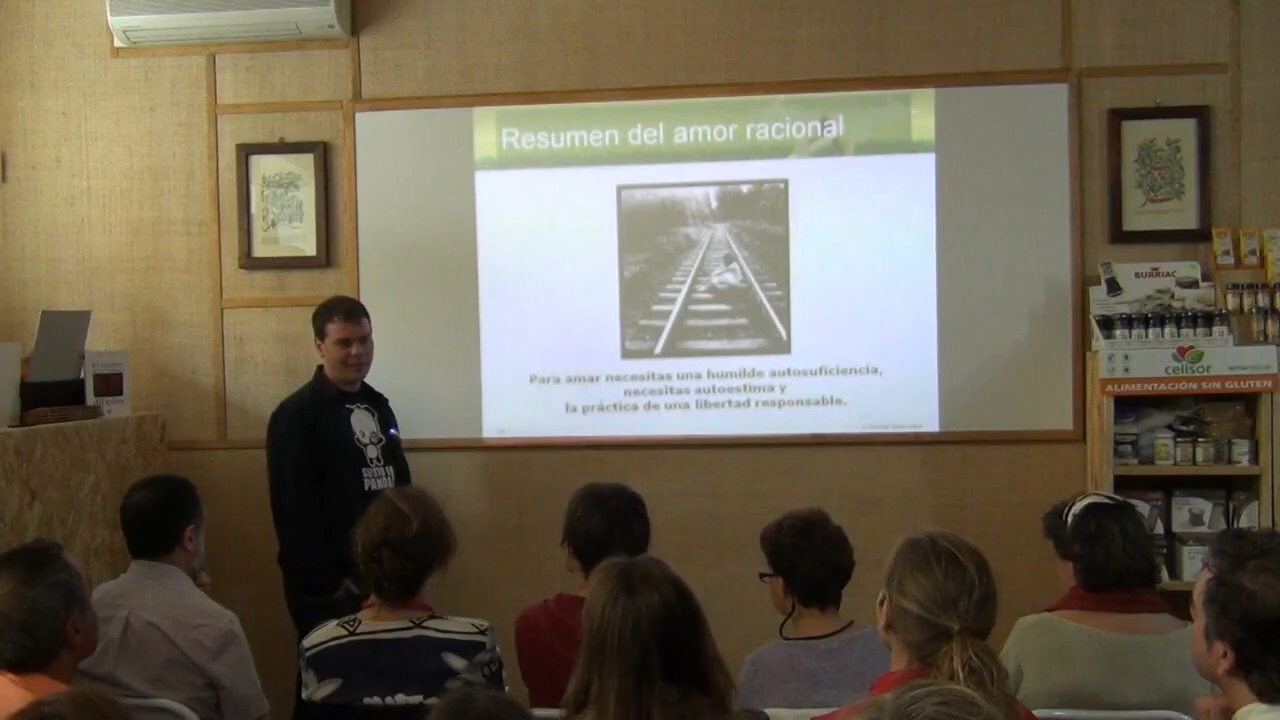 Resumen del amor racional
Para amar necesitas una humilde autosuficiencia,
necesitas autoestima y
la práctica de una libertad responsable.
BURRIAC
celisor
ALIMENTACIÓN SIN GLUTEN
PANDA